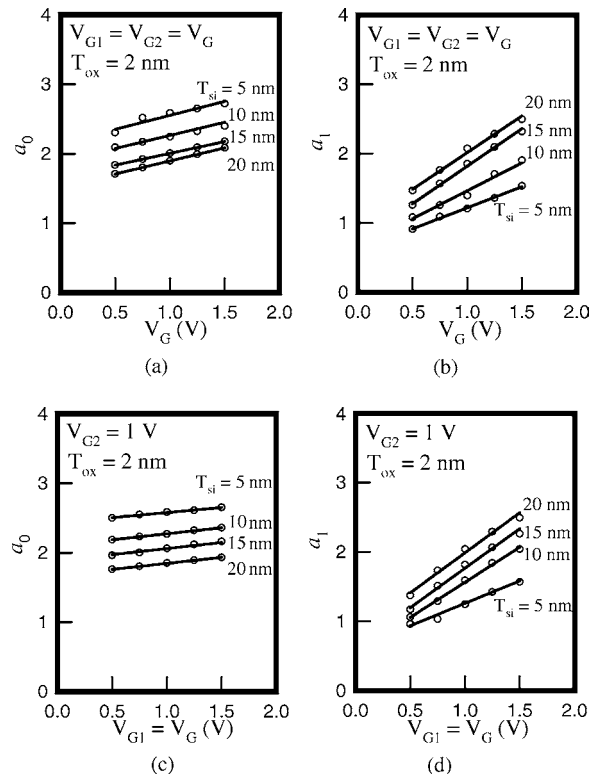 V_G1 = V_G2 = V_G
T_ox = 2 nm
T_si = 5 nm
10 nm
15 nm
20 nm
a_0
4
3
2
1
0
0.0 0.5 1.0 1.5 2.0
V_G (V)
(a)
V_G1 = V_G2 = V_G
T_ox = 2 nm
20 nm
15 nm
10 nm
T_si = 5 nm
a_1
4
3
2
1
0
0.0 0.5 1.0 1.5 2.0
V_G (V)
(b)
V_G2 = 1 V
T_ox = 2 nm
T_si = 5 nm
10 nm
15 nm
20 nm
a_0
4
3
2
1
0
0.0 0.5 1.0 1.5 2.0
V_G1 = V_G (V)
(c)
V_G2 = 1 V
T_ox = 2 nm
20 nm
15 nm
10 nm
T_si = 5 nm
a_1
4
3
2
1
0
0.0 0.5 1.0 1.5 2.0
V_G1 = V_G (V)
(d)